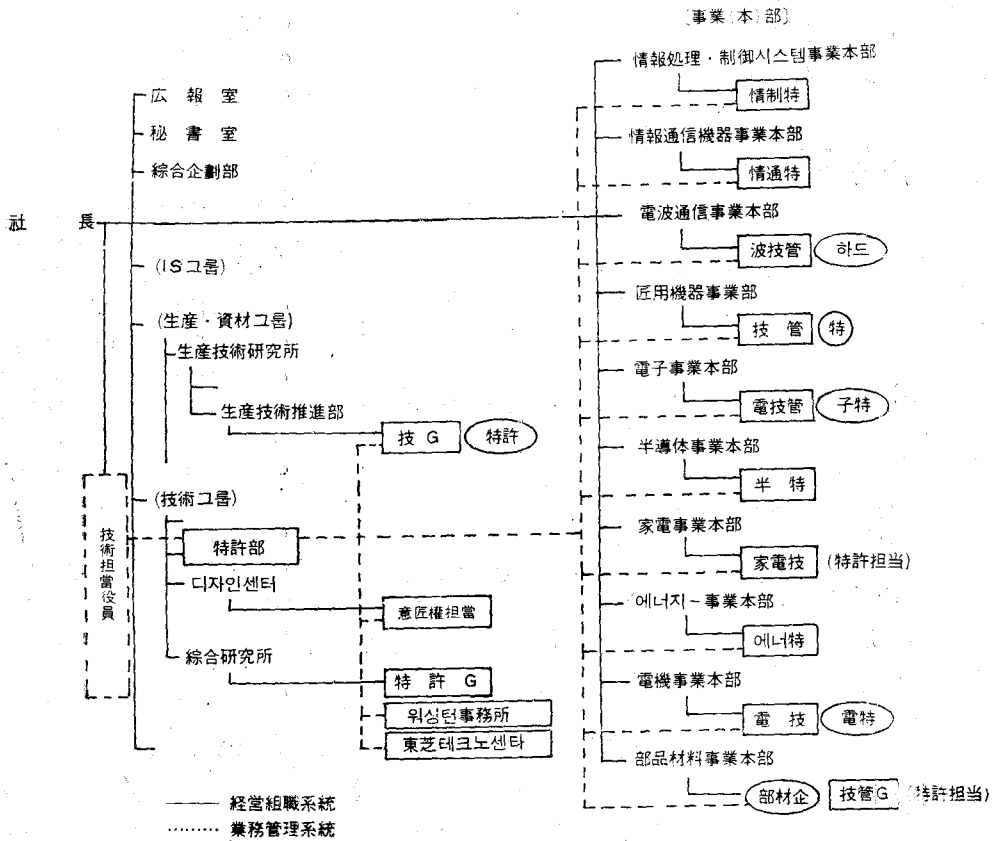 〔事業(本)部〕
社 長
広 報 室
秘 書 室
綜合企劃部
(IS그룹)
(生産・資材그룹)
生産技術研究所
生産技術推進部
技 G 特許
(技術그룹)
特許部
技術担當役員
디자인센터
意匠權担當
綜合研究所
特 許 G
워싱턴事務所
東芝테크노센타
情報処理・制御시스템事業本部
情制特
情報通信機器事業本部
情通特
電波通信事業本部
波技管 하드
匠用機器事業部
技 管 特
電子事業本部
電技管 子特
半導体事業本部
半 特
家電事業本部
家電技 (特許担当)
에너지-事業本部
에너特
電機事業本部
電 技 電特
部品材料事業本部
部材企 技管G (特許担当)
——— 経営組職系統
……… 業務管理系統